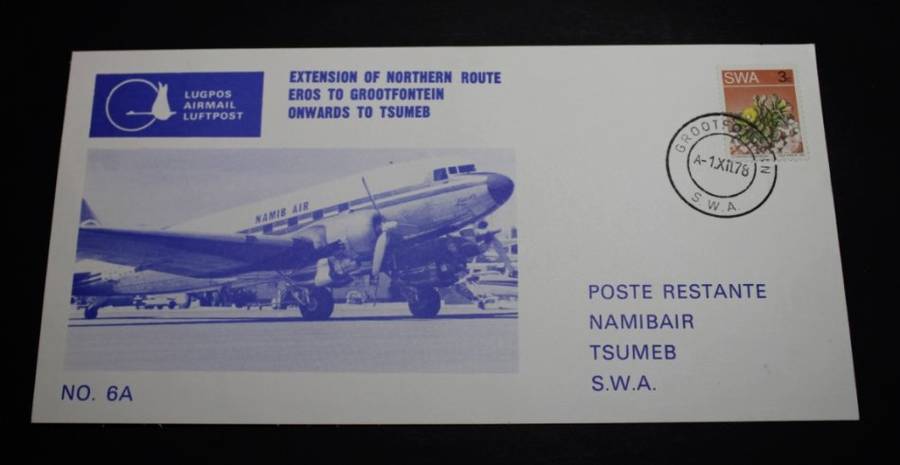 LUGPOS
AIRMAIL
LUFTPOST
EXTENSION OF NORTHERN ROUTE
EROS TO GROOTFONTEIN
ONWARDS TO TSUMEB
SWA 3c
GROOTFONTEIN
A-1.XII.78
S.W.A.
NAMIB AIR
POSTE RESTANTE
NAMIBAIR
TSUMEB
S.W.A.
NO. 6A